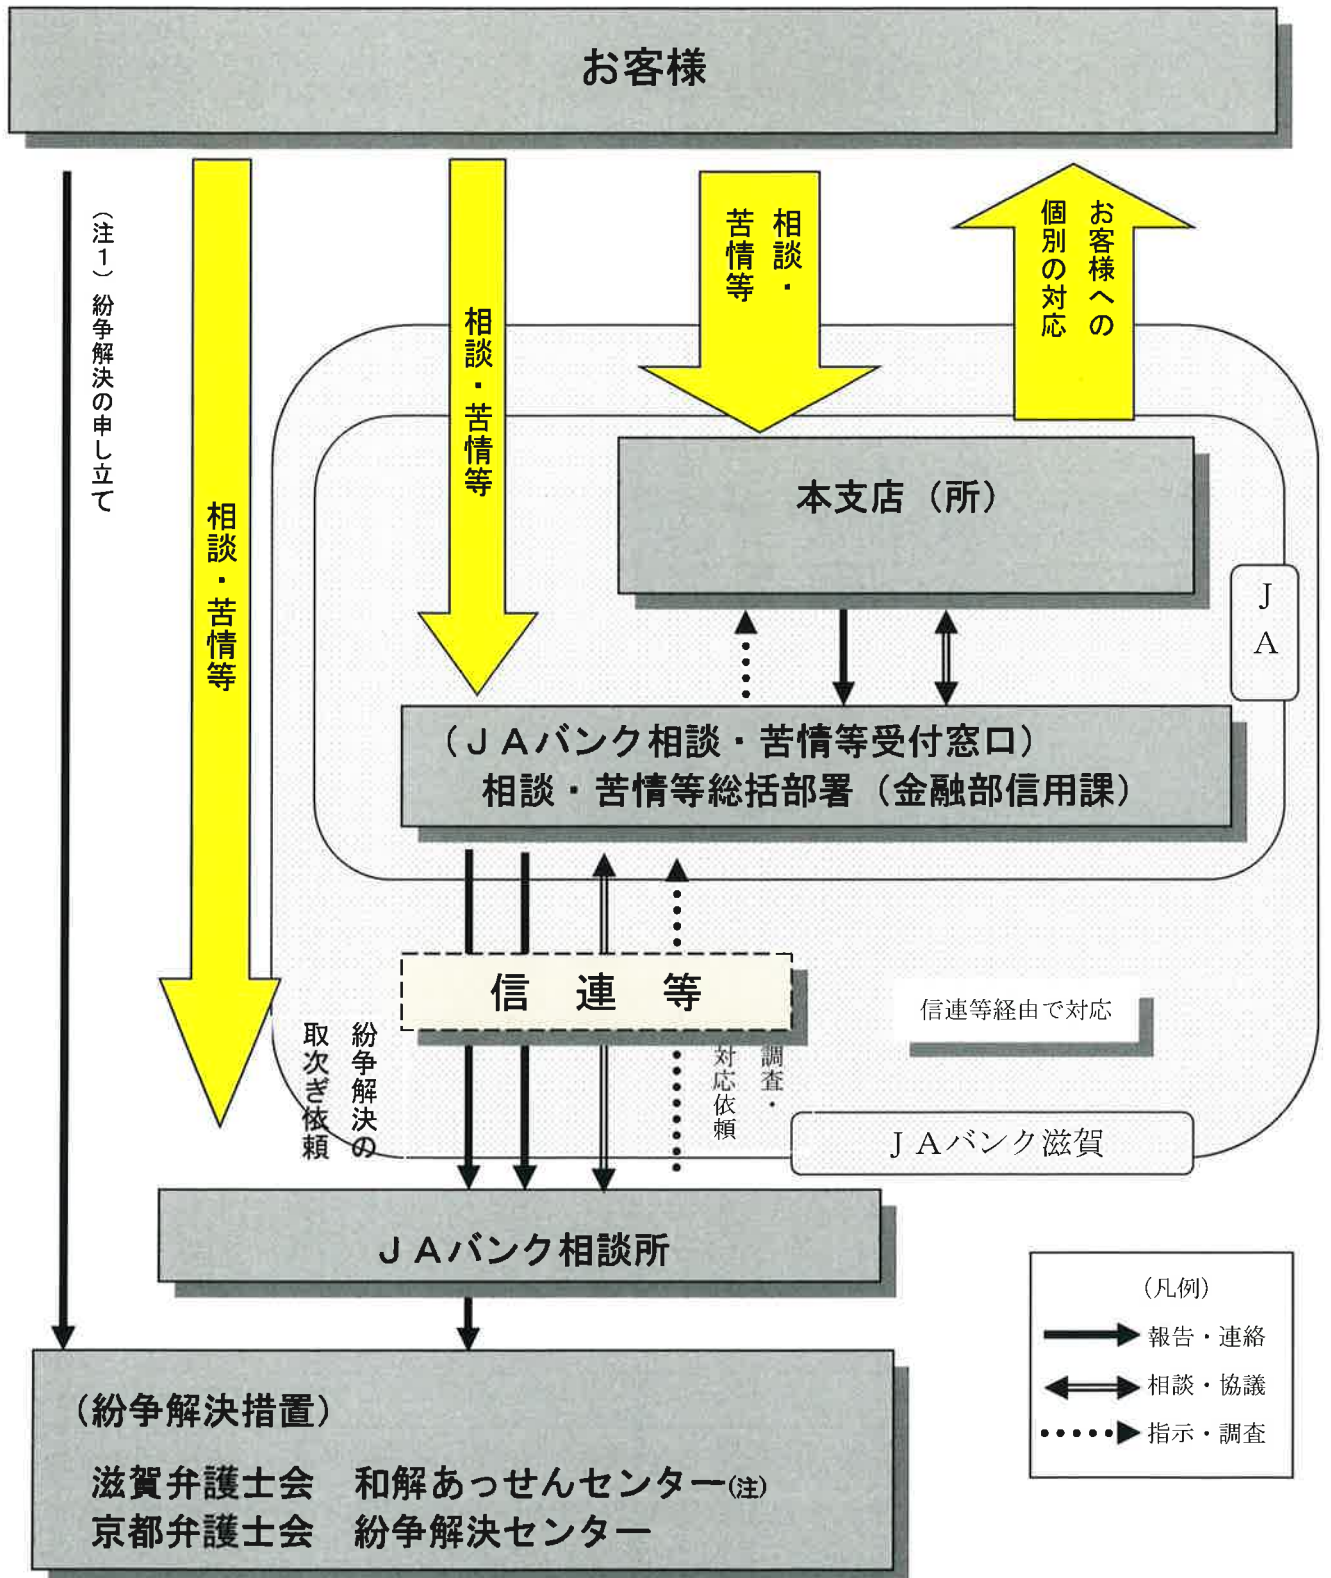 お客様
(注１)紛争解決の申し立て
相談・苦情等
相談・苦情等
相談・
苦情等
お客様への
個別の対応
本支店（所）
ＪＡ
（ＪＡバンク相談・苦情等受付窓口）
相談・苦情等総括部署（金融部信用課）
信連等
信連等経由で対応
紛争解決の
取次ぎ依頼
調査・
対応依頼
ＪＡバンク滋賀
ＪＡバンク相談所
（紛争解決措置）
滋賀弁護士会　和解あっせんセンター(注)
京都弁護士会　紛争解決センター
(凡例)
報告・連絡
相談・協議
指示・調査